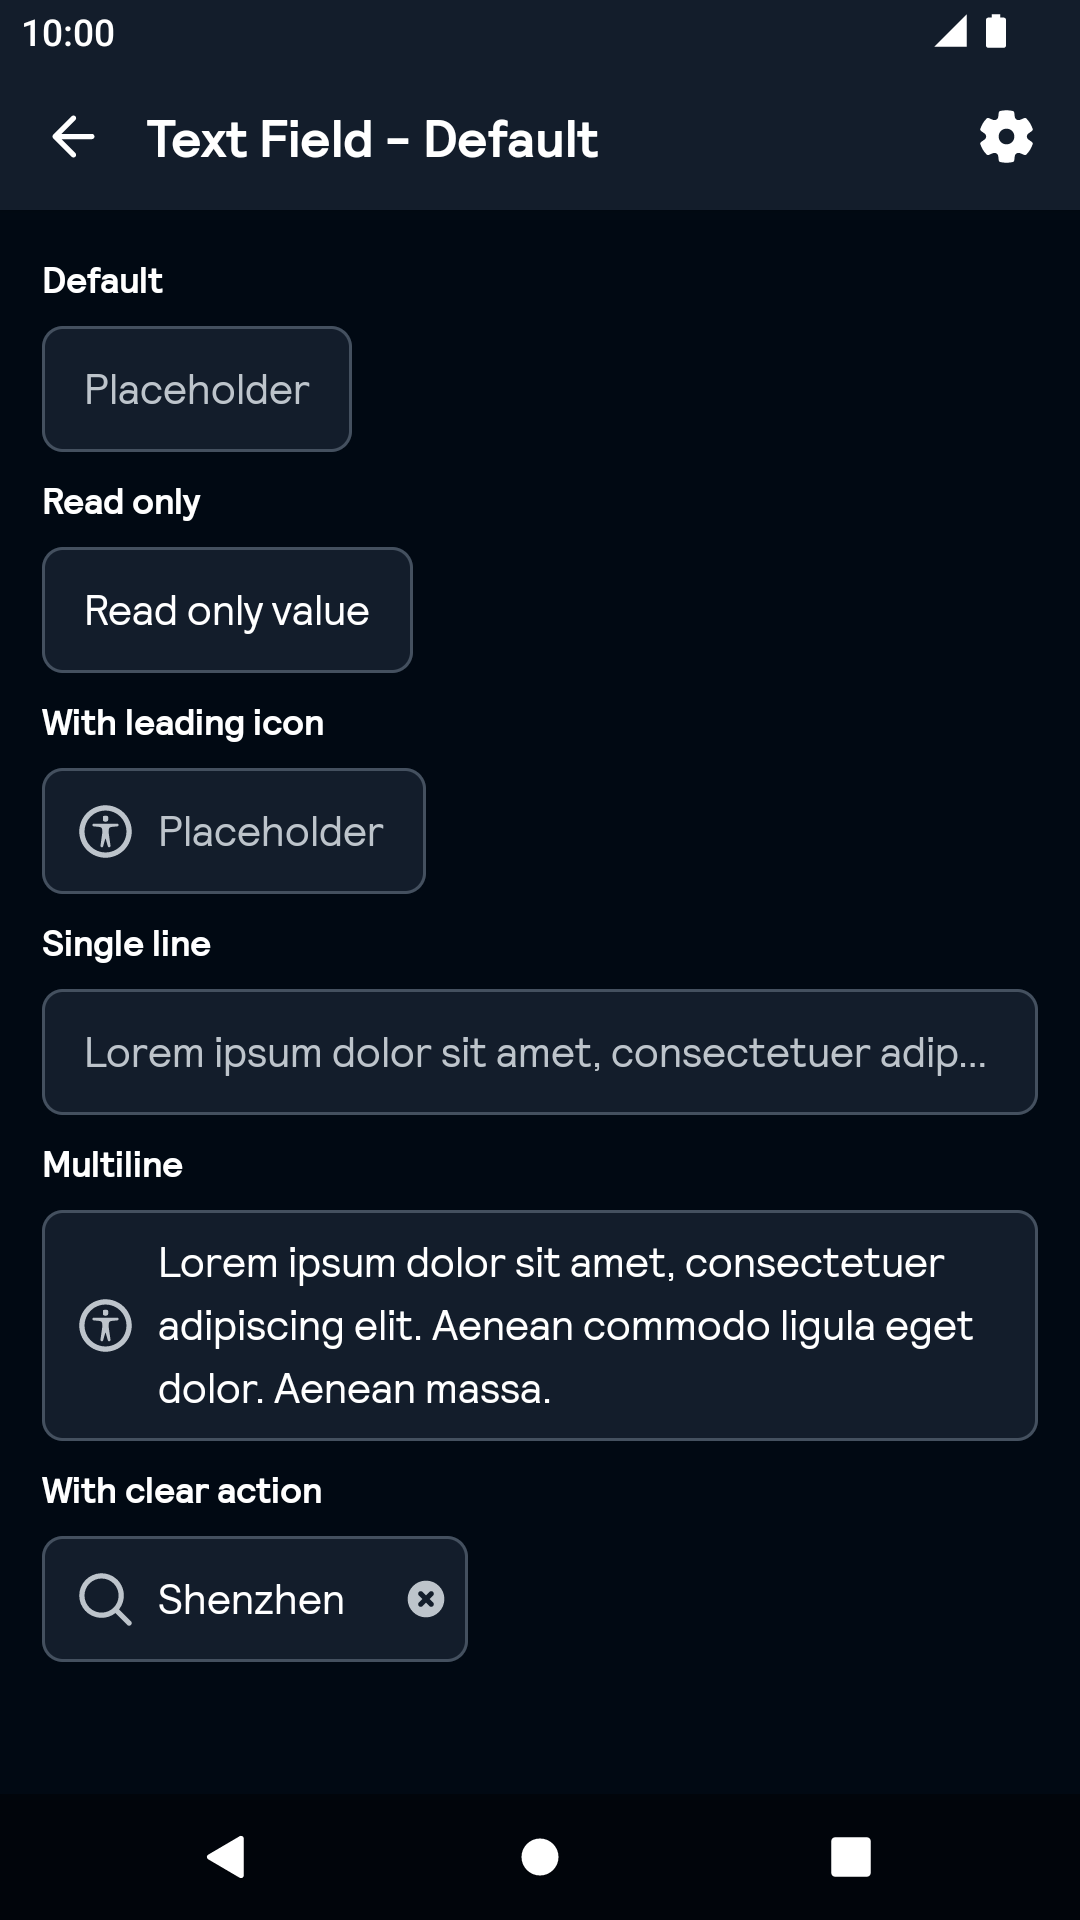 10:00
Text Field - Default
Default
Placeholder
Read only
Read only value
With leading icon
Placeholder
Single line
Lorem ipsum dolor sit amet, consectetuer adip...
Multiline
Lorem ipsum dolor sit amet, consectetuer
adipiscing elit. Aenean commodo ligula eget
dolor. Aenean massa.
With clear action
Shenzhen